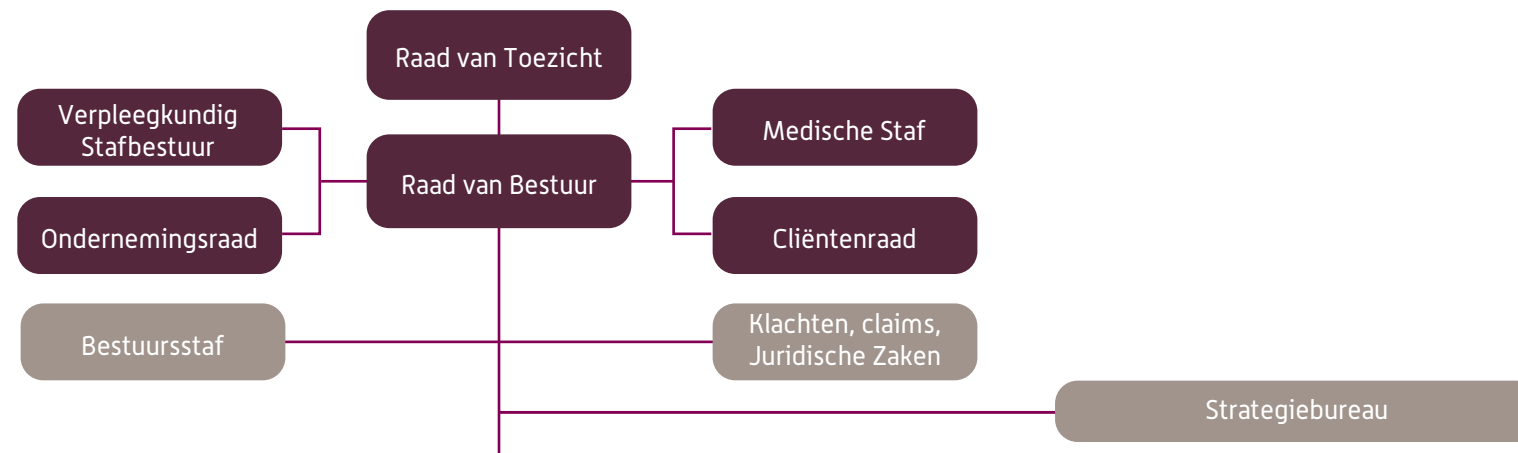 Raad van Toezicht
Verpleegkundig
Stafbestuur
Medische Staf
Raad van Bestuur
Ondernemingsraad
Cliëntenraad
Bestuursstaf
Klachten, claims,
Juridische Zaken
Strategiebureau